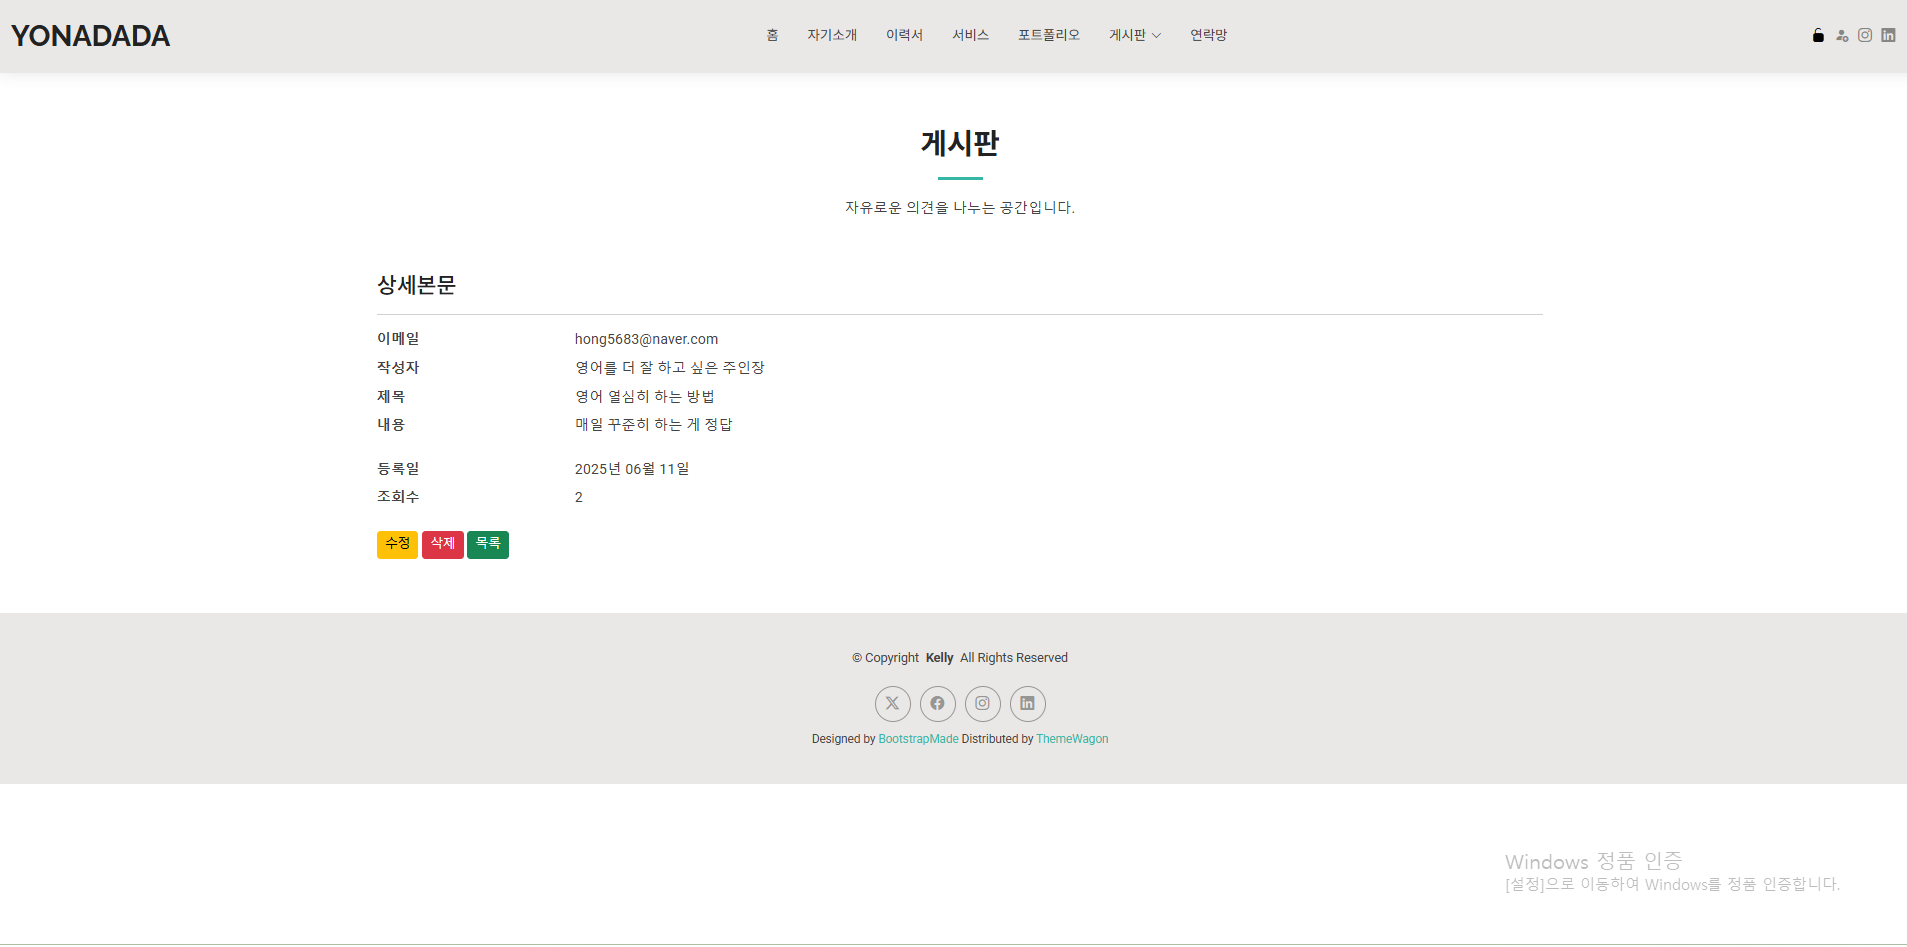 YONADADA
홈 자기소개 이력서 서비스 포트폴리오 게시판 연락망
게시판
자유로운 의견을 나누는 공간입니다.
상세본문
이메일 hong5683@naver.com
작성자 영어를 더 잘 하고 싶은 주인장
제목 영어 열심히 하는 방법
내용 매일 꾸준히 하는 게 정답
등록일 2025년 06월 11일
조회수 2
수정 삭제 목록
© Copyright Kelly All Rights Reserved
Designed by BootstrapMade Distributed by ThemeWagon
Windows 정품 인증
[설정]으로 이동하여 Windows를 정품 인증합니다.